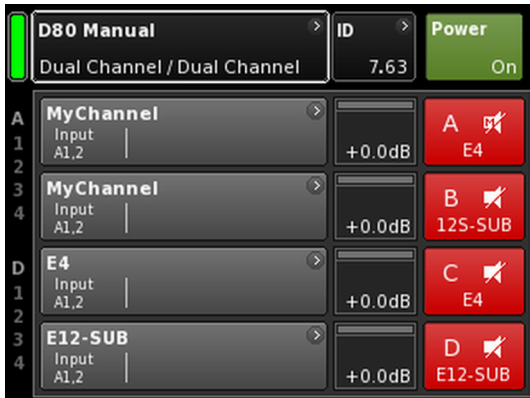 D80 Manual
Dual Channel / Dual Channel
ID
7.63
Power
On
A
1
2
3
4
D
1
2
3
4
MyChannel
Input
A1,2
+0.0dB
A
E4
MyChannel
Input
A1,2
+0.0dB
B
12S-SUB
E4
Input
A1,2
+0.0dB
C
E4
E12-SUB
Input
A1,2
+0.0dB
D
E12-SUB